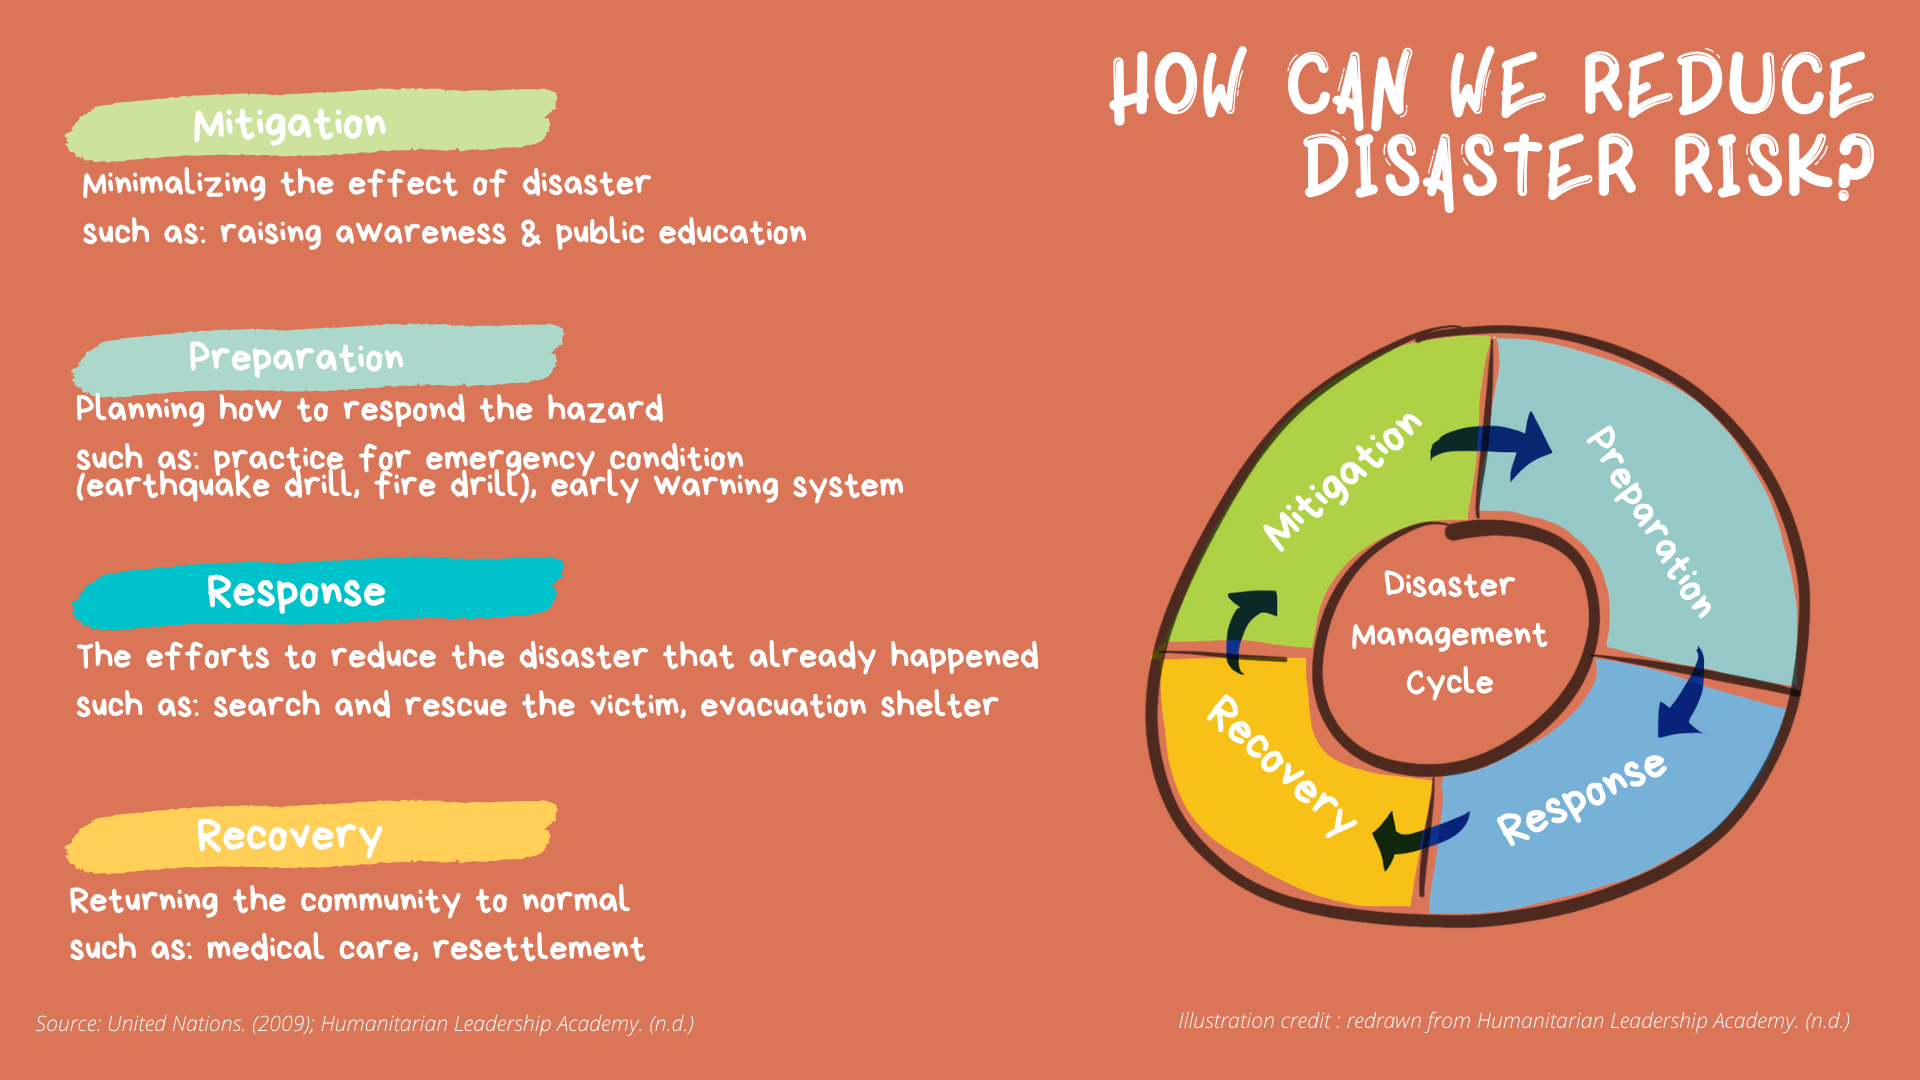 HOW CAN WE REDUCE
DISASTER RISK?
Mitigation
Minimalizing the effect of disaster
such as: raising awareness & public education
Preparation
Planning how to respond the hazard
such as: practice for emergency condition
(earthquake drill, fire drill), early warning system
Response
The efforts to reduce the disaster that already happened
such as: search and rescue the victim, evacuation shelter
Recovery
Returning the community to normal
such as: medical care, resettlement
Mitigation
Preparation
Response
Recovery
Disaster
Management
Cycle
Source: United Nations. (2009); Humanitarian Leadership Academy. (n.d.)
Illustration credit : redrawn from Humanitarian Leadership Academy. (n.d.)